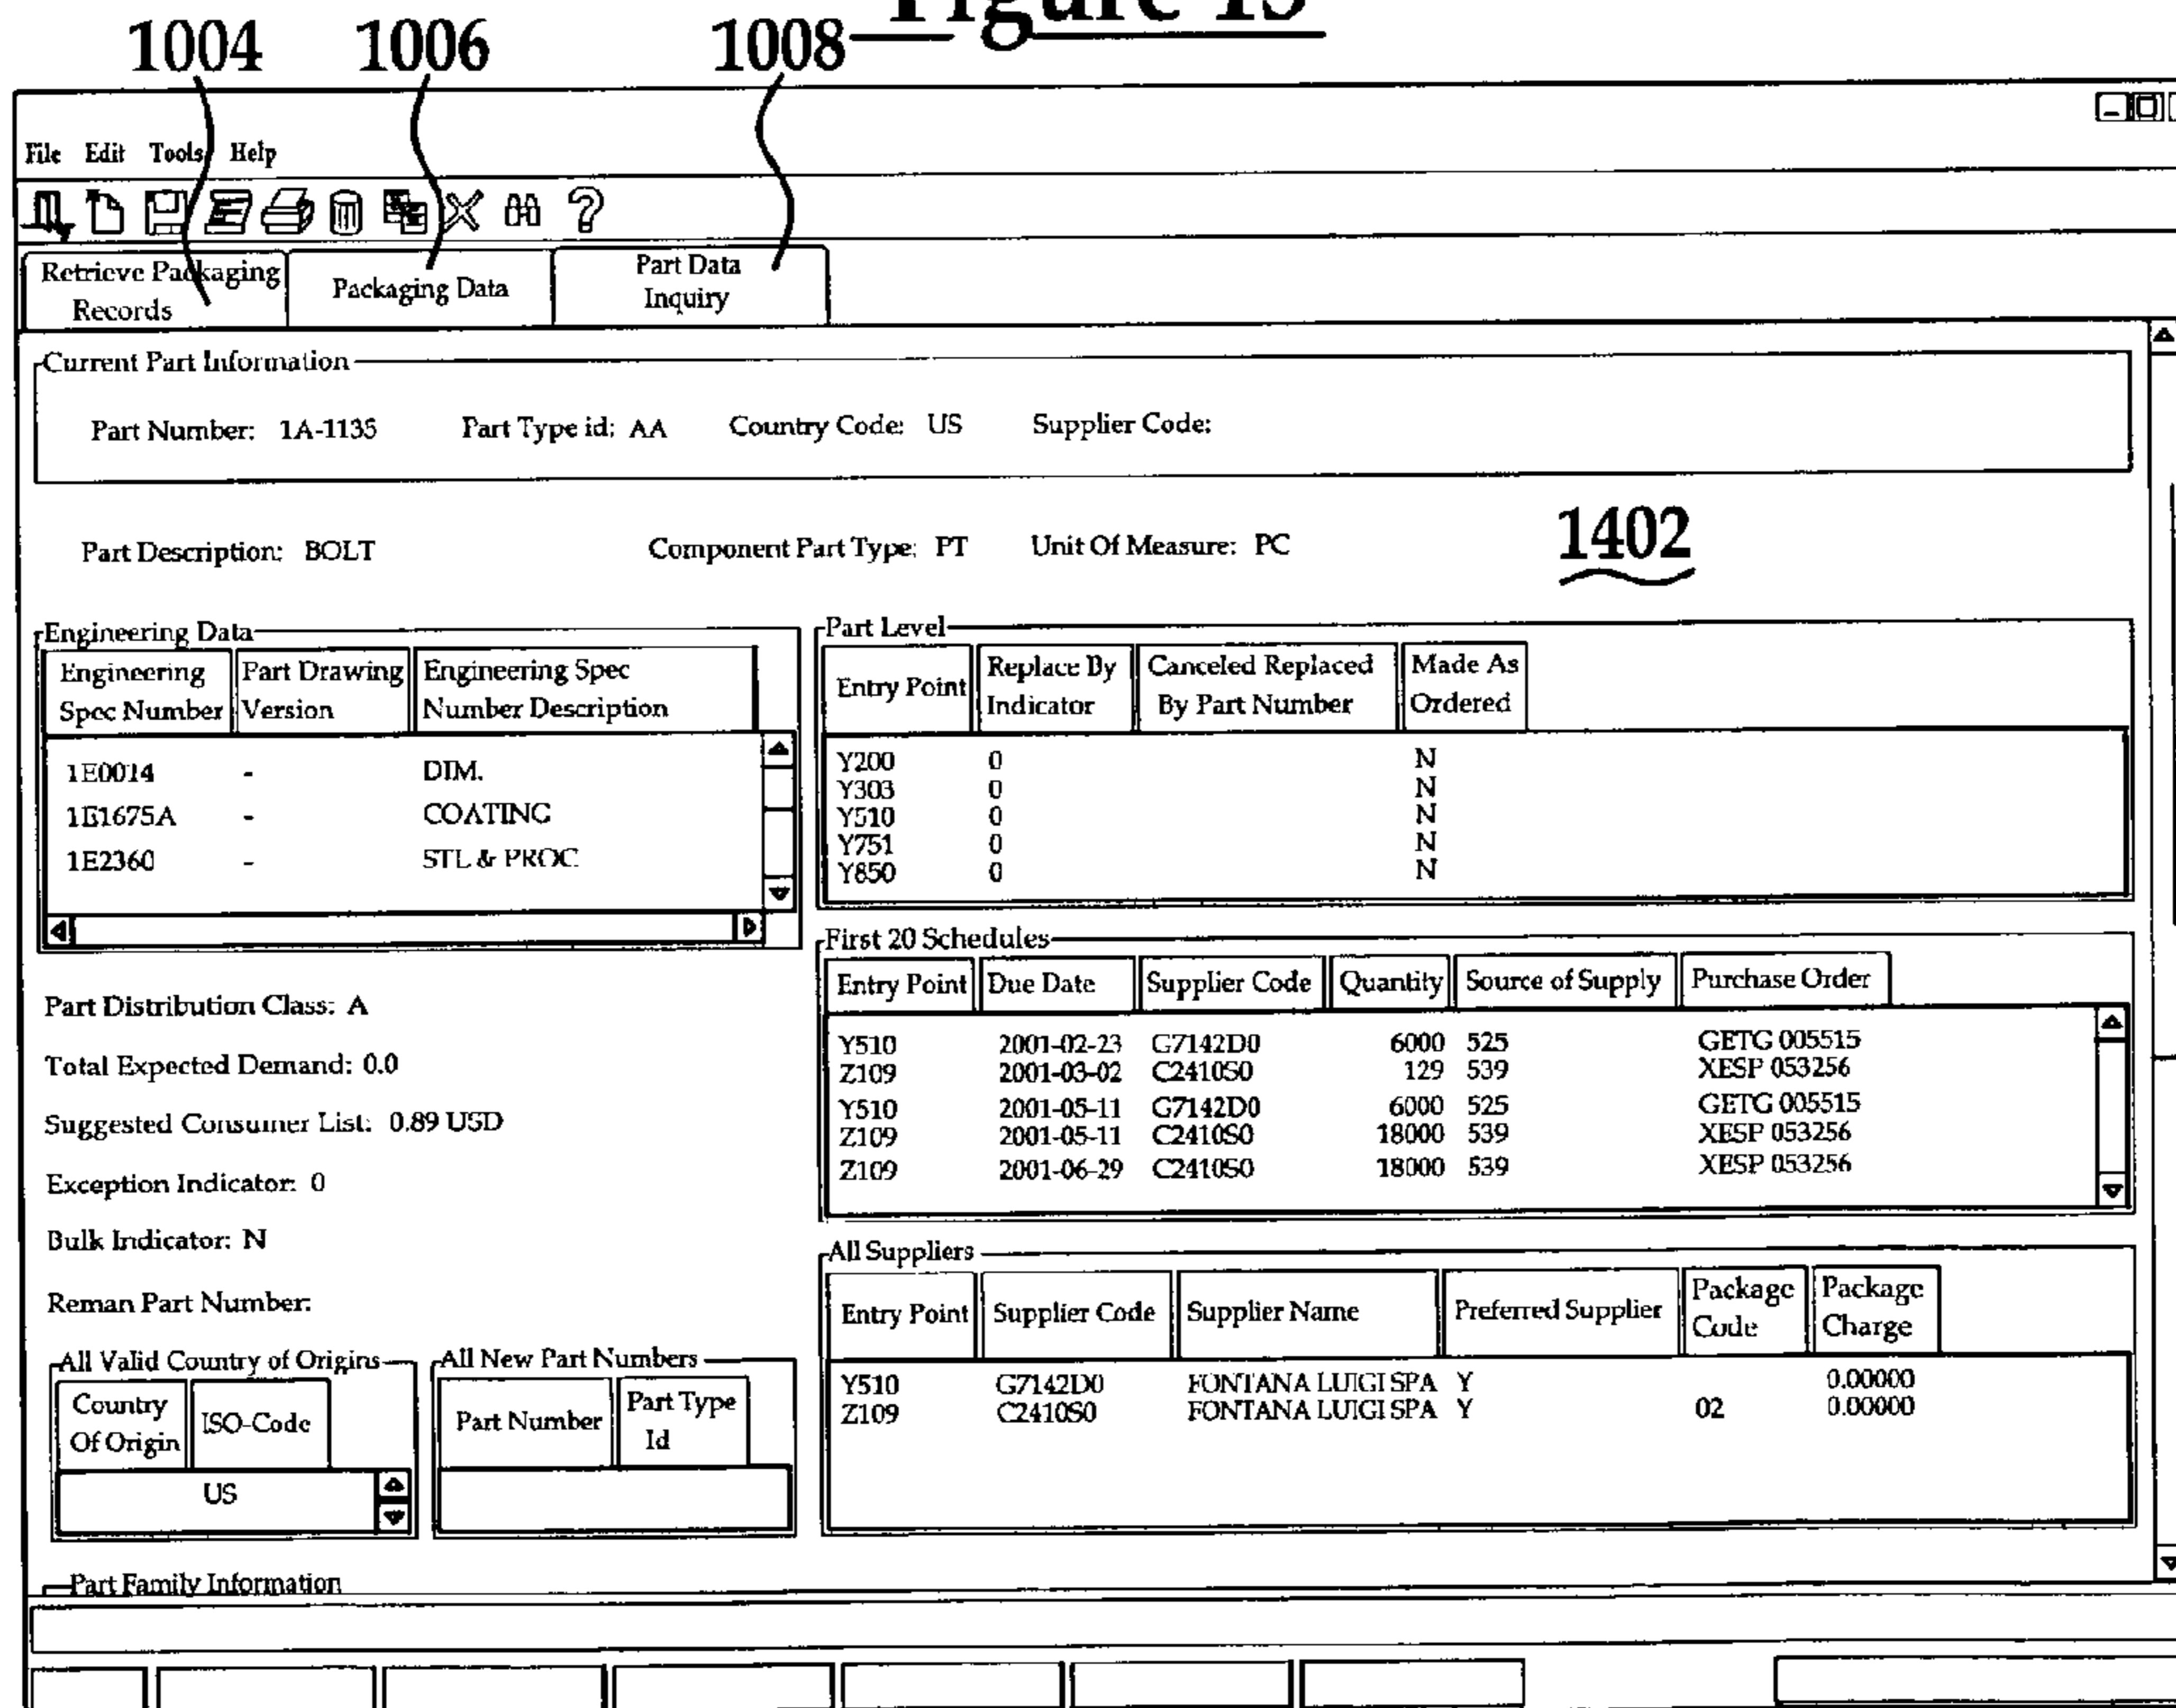 Figure 13
1004 1006 1008
File Edit Tools Help
Retrieve Packaging Records
Packaging Data
Part Data Inquiry
Current Part Information
Part Number: 1A-1135 Part Type id: AA Country Code: US Supplier Code:
1402
Part Description: BOLT Component Part Type: PT Unit Of Measure: PC
Engineering Data
Engineering Spec Number Part Drawing Version Engineering Spec Number Description
1E0014 - DIM.
1E1675A - COATING
1E2360 - STL & PROC
Part Distribution Class: A
Total Expected Demand: 0.0
Suggested Consumer List: 0.89 USD
Exception Indicator: 0
Bulk Indicator: N
Reman Part Number:
All Valid Country of Origins
Country Of Origin ISO-Code
US
All New Part Numbers
Part Number Part Type Id
Part Level
Entry Point Replace By Indicator Canceled Replaced By Part Number Made As Ordered
Y200 0 N
Y303 0 N
Y510 0 N
Y751 0 N
Y850 0 N
First 20 Schedules
Entry Point Due Date Supplier Code Quantity Source of Supply Purchase Order
Y510 2001-02-23 G7142D0 6000 525 GETG 005515
Z109 2001-03-02 C2410S0 129 539 XESP 053256
Y510 2001-05-11 G7142D0 6000 525 GETG 005515
Z109 2001-05-11 C2410S0 18000 539 XESP 053256
Z109 2001-06-29 C2410S0 18000 539 XESP 053256
All Suppliers
Entry Point Supplier Code Supplier Name Preferred Supplier Package Code Package Charge
Y510 G7142D0 FONTANA LUIGI SPA Y 0.00000
Z109 C2410S0 FONTANA LUIGI SPA Y 02 0.00000
Part Family Information